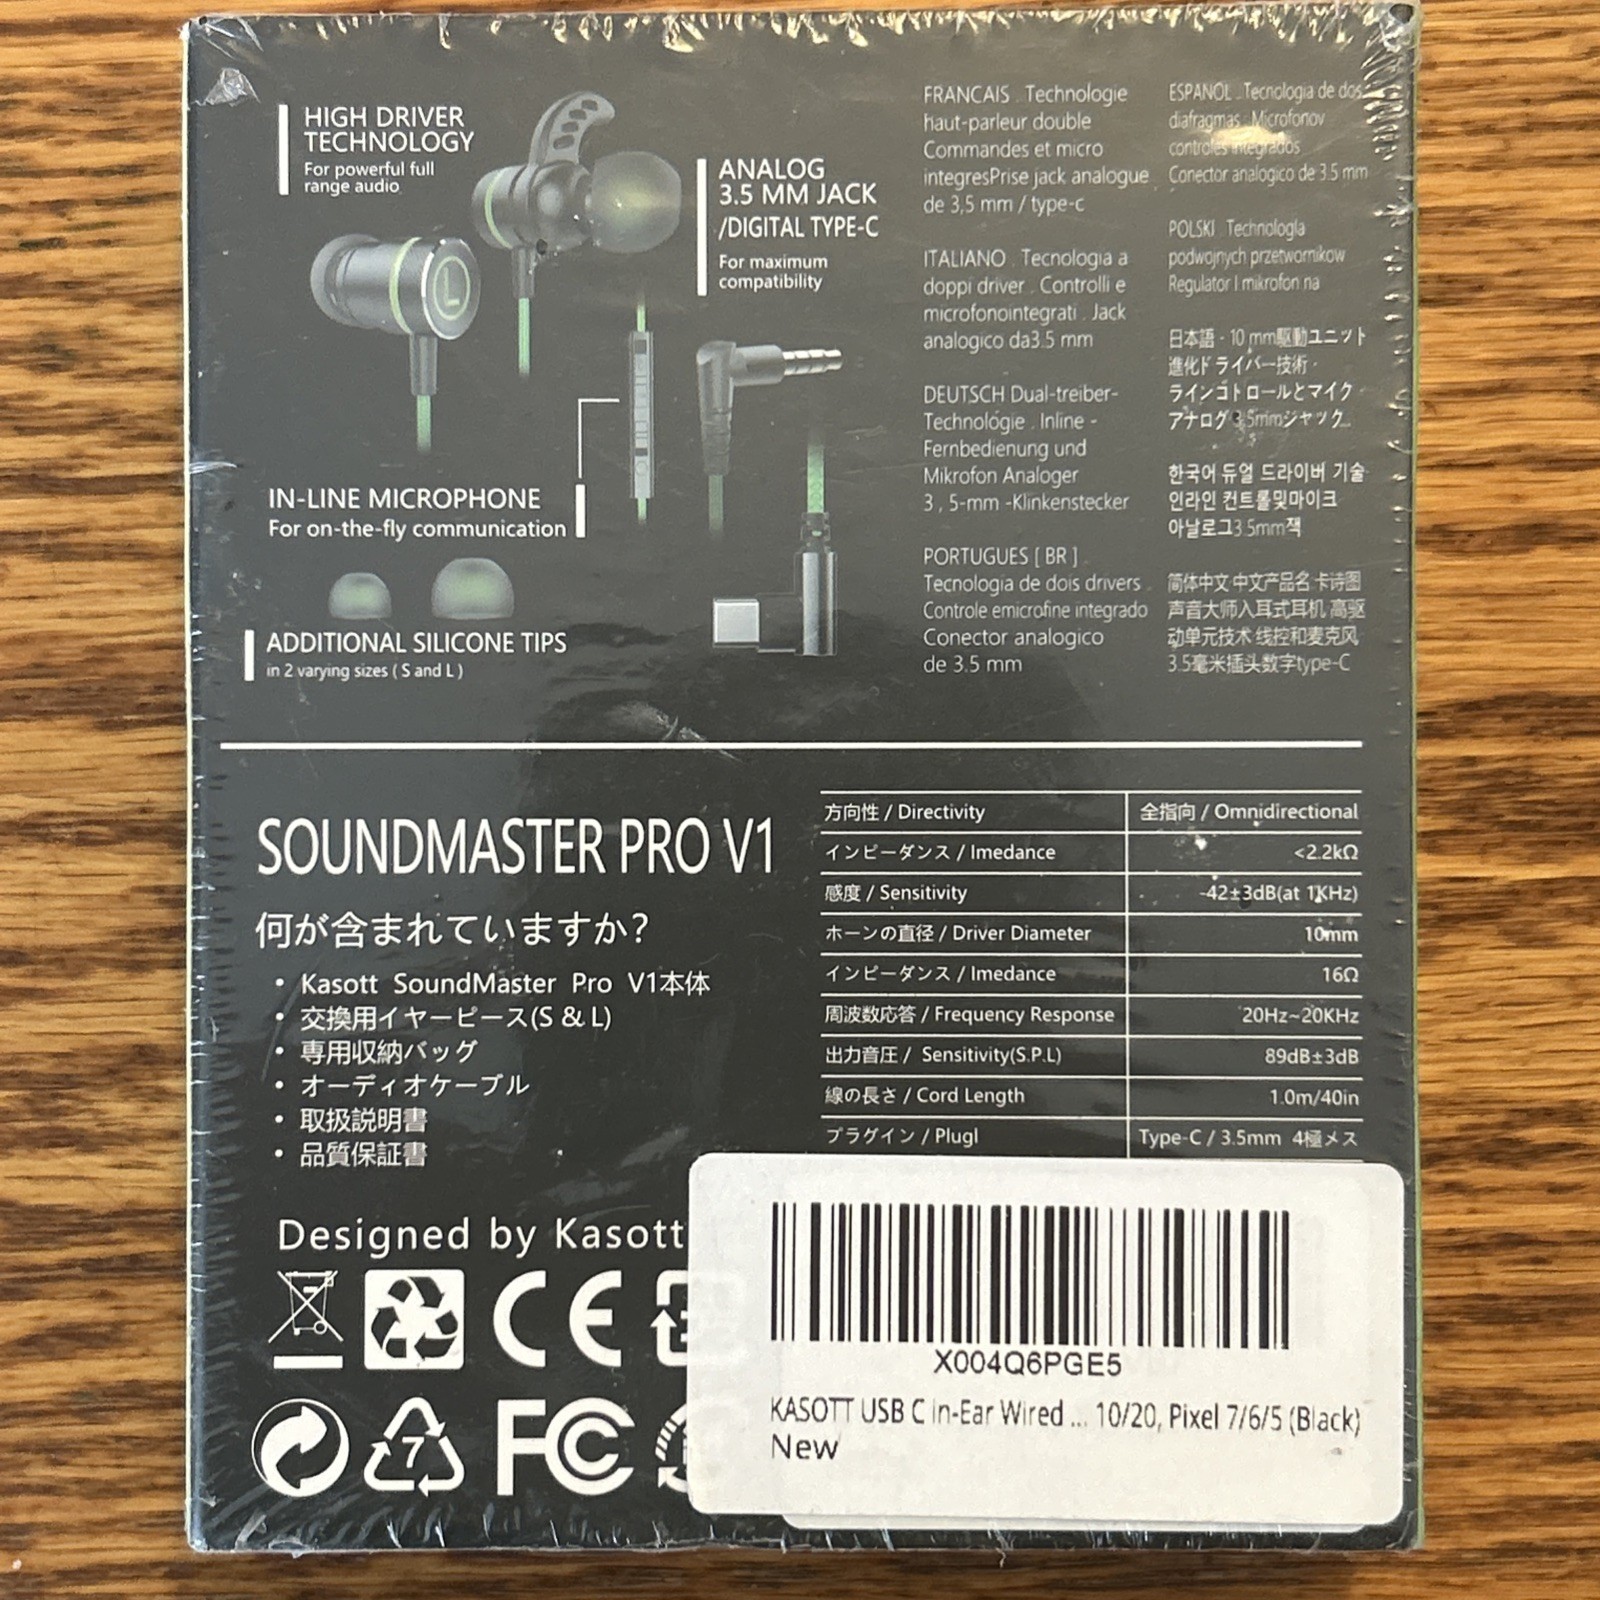 HIGH DRIVER
TECHNOLOGY
For powerful full
range audio
L
ANALOG
3.5 MM JACK
/DIGITAL TYPE-C
For maximum
compatibility
IN-LINE MICROPHONE
For on-the-fly communication
ADDITIONAL SILICONE TIPS
in 2 varying sizes ( S and L )
FRANCAIS . Technologie
haut-parleur double
Commandes et micro
integresPrise jack analogue
de 3,5 mm / type-c
ITALIANO . Tecnologia a
doppi driver . Controlli e
microfonointegrati . Jack
analogico da3.5 mm
DEUTSCH Dual-treiber-
Technologie . Inline -
Fernbedienung und
Mikrofon Analoger
3 , 5-mm -Klinkenstecker
PORTUGUES [ BR ]
Tecnologia de dois drivers .
Controle emicrofine integrado
Conector analogico
de 3.5 mm
ESPANOL . Tecnologia de dos
diafragmas . Microfonov
controles integrados
Conector analogico de 3.5 mm
POLSKI . Technologla
podwojnych przetwornikow
Regulator I mikrofon na
日本語 - 10 mm駆動ユニット
進化ド ライバー技術 ·
ラインゴトロールとマイク ·
アナログ 3.5mmジャック..
한국어 듀얼 드라이버 기술
인라인 컨트롤및마이크
아날로그3.5mm잭
简体中文 中文产品名 卡诗图
声音大师入耳式耳机 高驱
动单元技术 线控和麦克风
3.5毫米插头数字type-C
SOUNDMASTER PRO V1
何が含まれていますか?
• Kasott SoundMaster Pro V1本体
• 交換用イヤーピース(S & L)
• 専用収納バッグ
• オーディオケーブル
• 取扱説明書
• 品質保証書
方向性 / Directivity 全指向 / Omnidirectional
インピーダンス / Imedance <2.2kΩ
感度 / Sensitivity -42±3dB(at 1KHz)
ホーンの直径 / Driver Diameter 10mm
インピーダンス / Imedance 16Ω
周波数応答 / Frequency Response 20Hz~20KHz
出力音圧 / Sensitivity(S.P.L) 89dB±3dB
線の長さ / Cord Length 1.0m/40in
プラグイン / Plugl Type-C / 3.5mm 4極メス
Designed by Kasott
CE
7
FC
X004Q6PGE5
KASOTT USB C In-Ear Wired ... 10/20, Pixel 7/6/5 (Black)
New